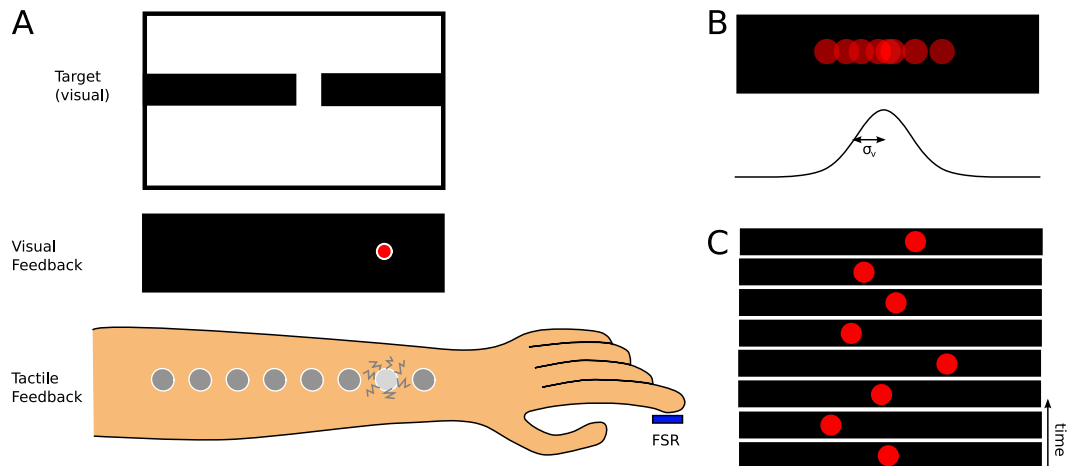 A
Target
(visual)
Visual
Feedback
Tactile
Feedback
FSR
B
σv
C
time